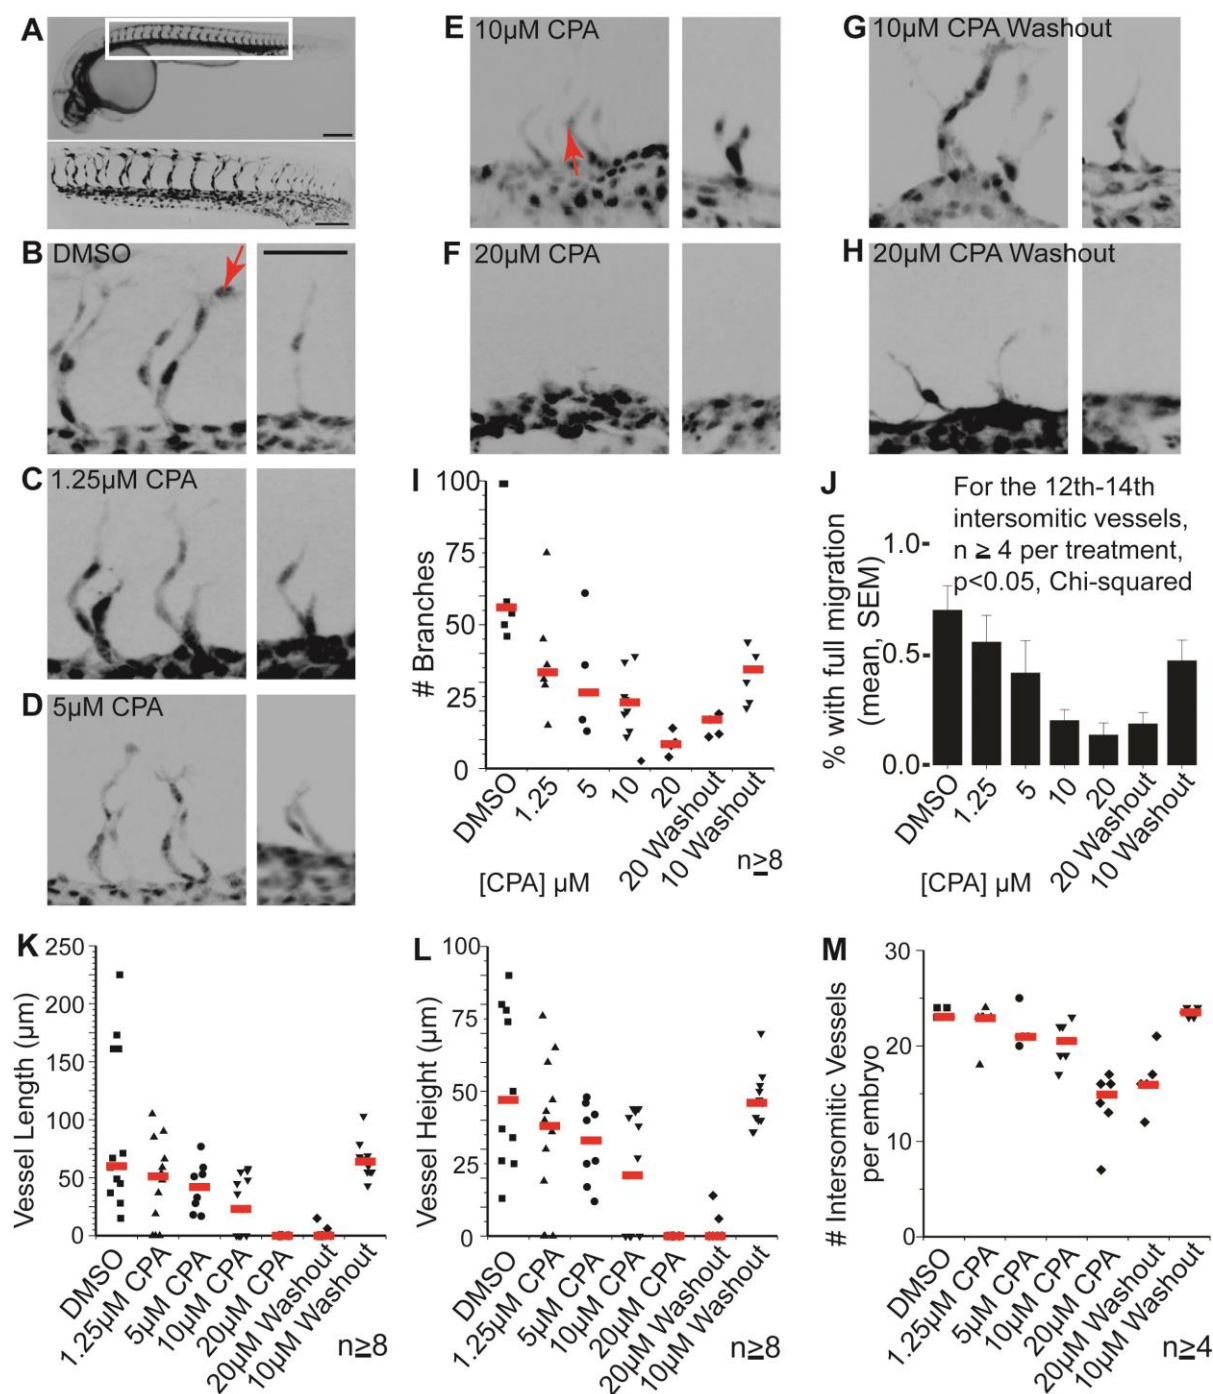 A
B DMSO
C 1.25µM CPA
D 5µM CPA
E 10µM CPA
F 20µM CPA
G 10µM CPA Washout
H 20µM CPA Washout
I
# Branches
100
75
50
25
0
DMSO
1.25
5
10
20
20 Washout
10 Washout
[CPA] µM
n≥8
J
For the 12th-14th
intersomitic vessels,
n ≥ 4 per treatment,
p<0.05, Chi-squared
% with full migration
(mean, SEM)
1.0
0.5
0.0
DMSO
1.25
5
10
20
20 Washout
10 Washout
[CPA] µM
K
Vessel Length (µm)
250
200
150
100
50
0
DMSO
1.25µM CPA
5µM CPA
10µM CPA
20µM CPA
20µM Washout
10µM Washout
n≥8
L
Vessel Height (µm)
100
75
50
25
0
DMSO
1.25µM CPA
5µM CPA
10µM CPA
20µM CPA
20µM Washout
10µM Washout
n≥8
M
# Intersomitic Vessels
per embryo
30
20
10
0
DMSO
1.25µM CPA
5µM CPA
10µM CPA
20µM CPA
20µM Washout
10µM Washout
n≥4